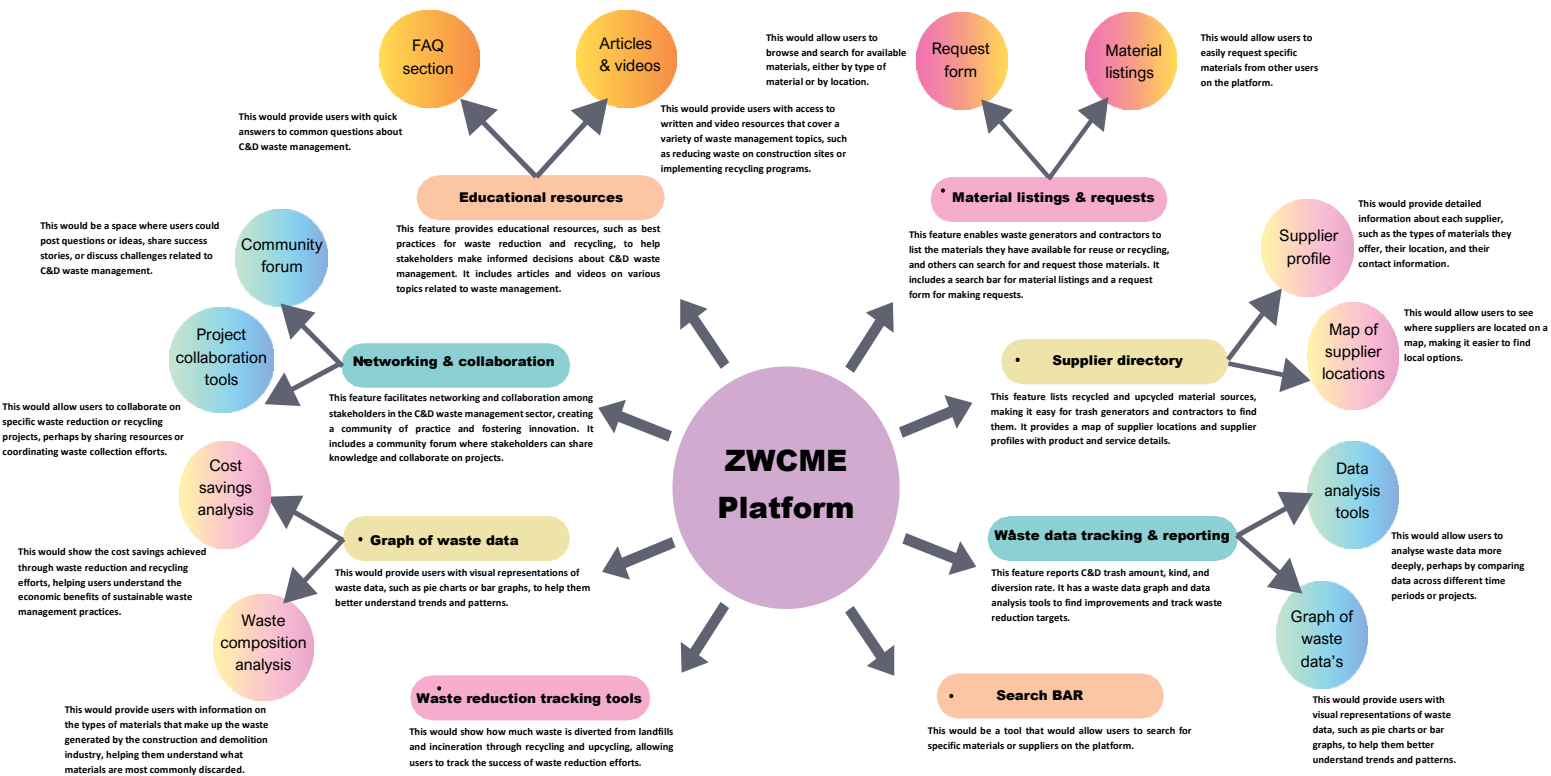 FAQ
section
Articles
& videos
This would provide users with quick
answers to common questions about
C&D waste management.
This would provide users with access to
written and video resources that cover a
variety of waste management topics, such
as reducing waste on construction sites or
implementing recycling programs.
Educational resources
This feature provides educational resources, such as best
practices for waste reduction and recycling, to help
stakeholders make informed decisions about C&D waste
management. It includes articles and videos on various
topics related to waste management.
This would allow users to
browse and search for available
materials, either by type of
material or by location.
Request
form
Material
listings
This would allow users to
easily request specific
materials from other users
on the platform.
• Material listings & requests
This feature enables waste generators and contractors to
list the materials they have available for reuse or recycling,
and others can search for and request those materials. It
includes a search bar for material listings and a request
form for making requests.
This would be a space where users could
post questions or ideas, share success
stories, or discuss challenges related to
C&D waste management.
Community
forum
Project
collaboration
tools
This would allow users to collaborate on
specific waste reduction or recycling
projects, perhaps by sharing resources or
coordinating waste collection efforts.
Networking & collaboration
This feature facilitates networking and collaboration among
stakeholders in the C&D waste management sector, creating
a community of practice and fostering innovation. It
includes a community forum where stakeholders can share
knowledge and collaborate on projects.
Supplier
profile
This would provide detailed
information about each supplier,
such as the types of materials they
offer, their location, and their
contact information.
Map of
supplier
locations
This would allow users to see
where suppliers are located on a
map, making it easier to find
local options.
• Supplier directory
This feature lists recycled and upcycled material sources,
making it easy for trash generators and contractors to find
them. It provides a map of supplier locations and supplier
profiles with product and service details.
ZWCME
Platform
Cost
savings
analysis
This would show the cost savings achieved
through waste reduction and recycling
efforts, helping users understand the
economic benefits of sustainable waste
management practices.
• Graph of waste data
This would provide users with visual representations of
waste data, such as pie charts or bar graphs, to help them
better understand trends and patterns.
Waste
composition
analysis
This would provide users with information on
the types of materials that make up the waste
generated by the construction and demolition
industry, helping them understand what
materials are most commonly discarded.
Data
analysis
tools
This would allow users to
analyse waste data more
deeply, perhaps by comparing
data across different time
periods or projects.
Waste data tracking & reporting
This feature reports C&D trash amount, kind, and
diversion rate. It has a waste data graph and data
analysis tools to find improvements and track waste
reduction targets.
Graph of
waste
data's
This would provide users with
visual representations of waste
data, such as pie charts or bar
graphs, to help them better
understand trends and patterns.
Waste reduction tracking tools
This would show how much waste is diverted from landfills
and incineration through recycling and upcycling, allowing
users to track the success of waste reduction efforts.
• Search BAR
This would be a tool that would allow users to search for
specific materials or suppliers on the platform.